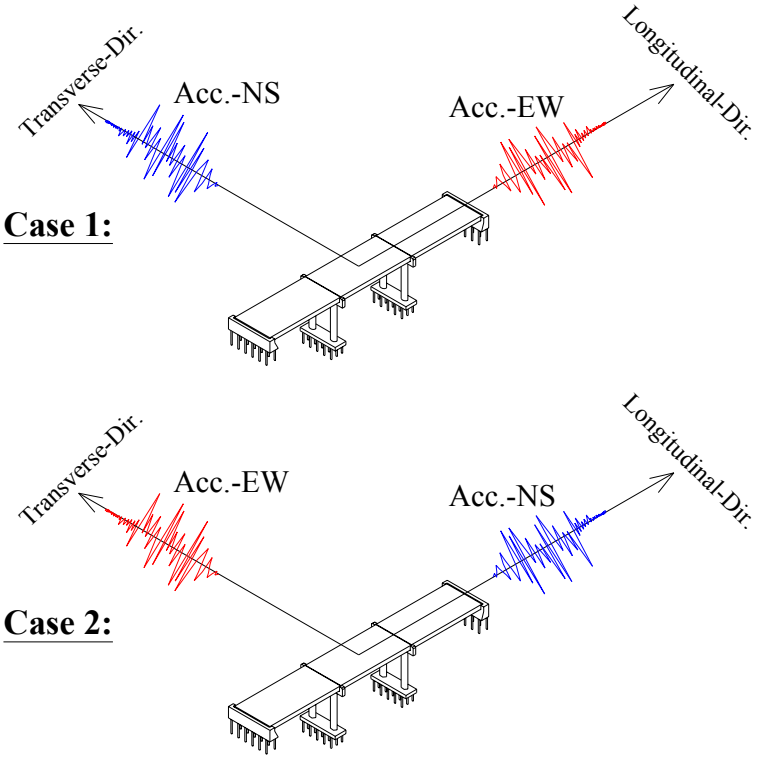 Transverse-Dir.
Acc.-NS
Acc.-EW
Longitudinal-Dir.
Case 1:
Transverse-Dir.
Acc.-EW
Acc.-NS
Longitudinal-Dir.
Case 2: